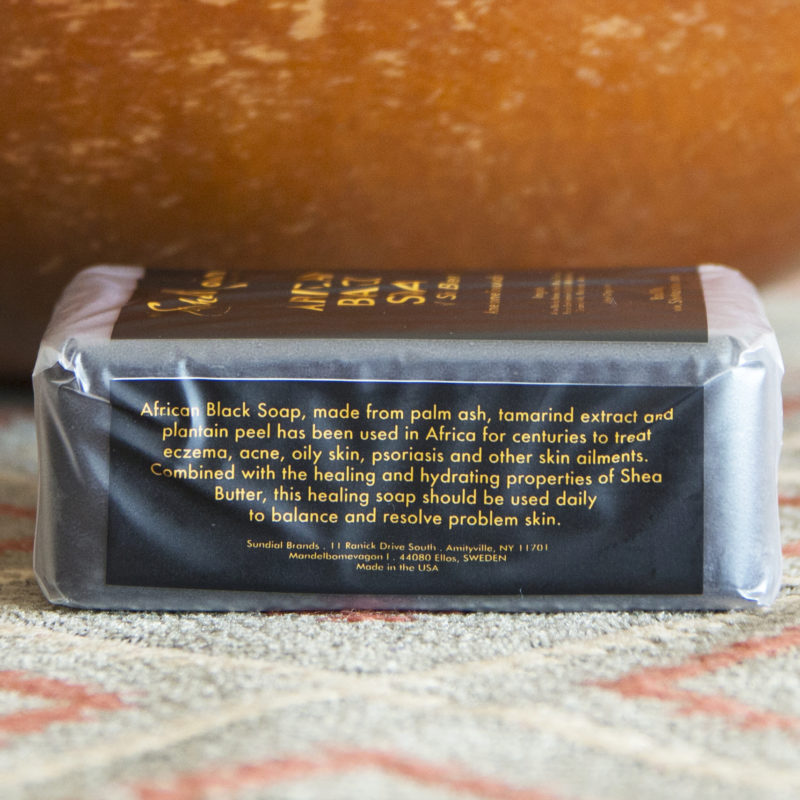 African Black Soap, made from palm ash, tamarind extract and
plantain peel has been used in Africa for centuries to treat
eczema, acne, oily skin, psoriasis and other skin ailments.
Combined with the healing and hydrating properties of Shea
Butter, this healing soap should be used daily
to balance and resolve problem skin.
Sundial Brands . 11 Ranick Drive South . Amityville, NY 11701
Mandelbomevagon 1 . 44080 Ellos, SWEDEN
Made in the USA